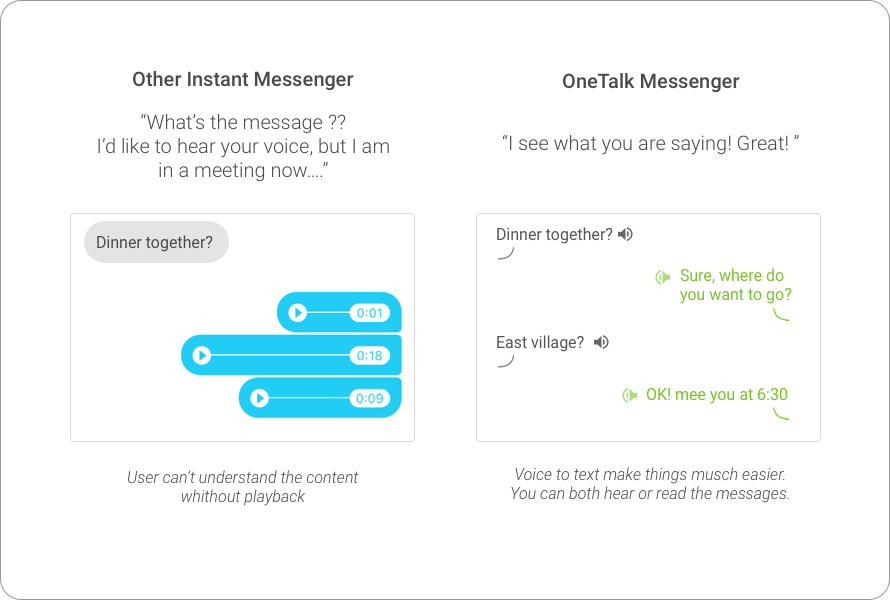 Other Instant Messenger
“What’s the message ??
I’d like to hear your voice, but I am
in a meeting now....”
Dinner together?
0:01
0:18
0:09
User can’t understand the content
whithout playback
OneTalk Messenger
“I see what you are saying! Great! ”
Dinner together?
Sure, where do
you want to go?
East village?
OK! mee you at 6:30
Voice to text make things musch easier.
You can both hear or read the messages.